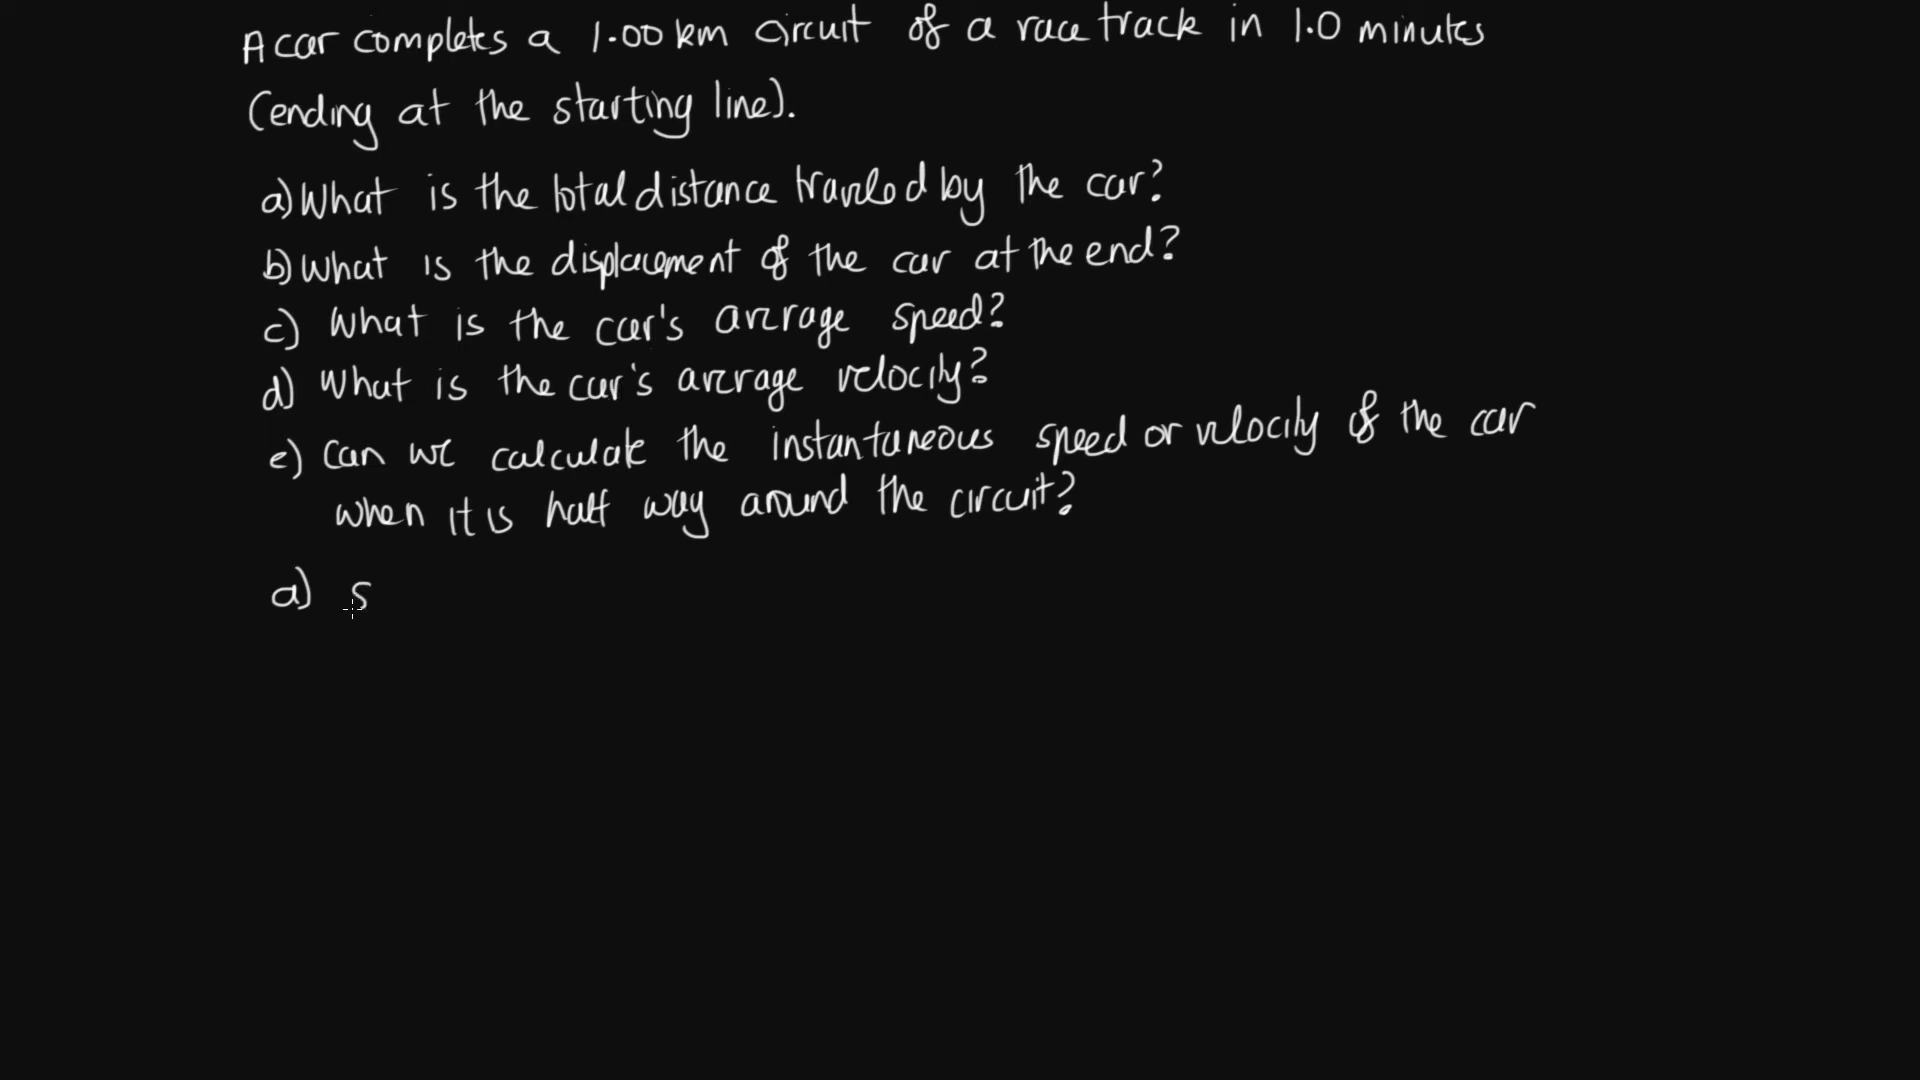 A car completes a 1.00 km circuit of a race track in 1.0 minutes
(ending at the starting line).
a) What is the total distance traveled by the car?
b) What is the displacement of the car at the end?
c) What is the car's average speed?
d) What is the car's average velocity?
e) Can we calculate the instantaneous speed or velocity of the car
when it is half way around the circuit?
a) s